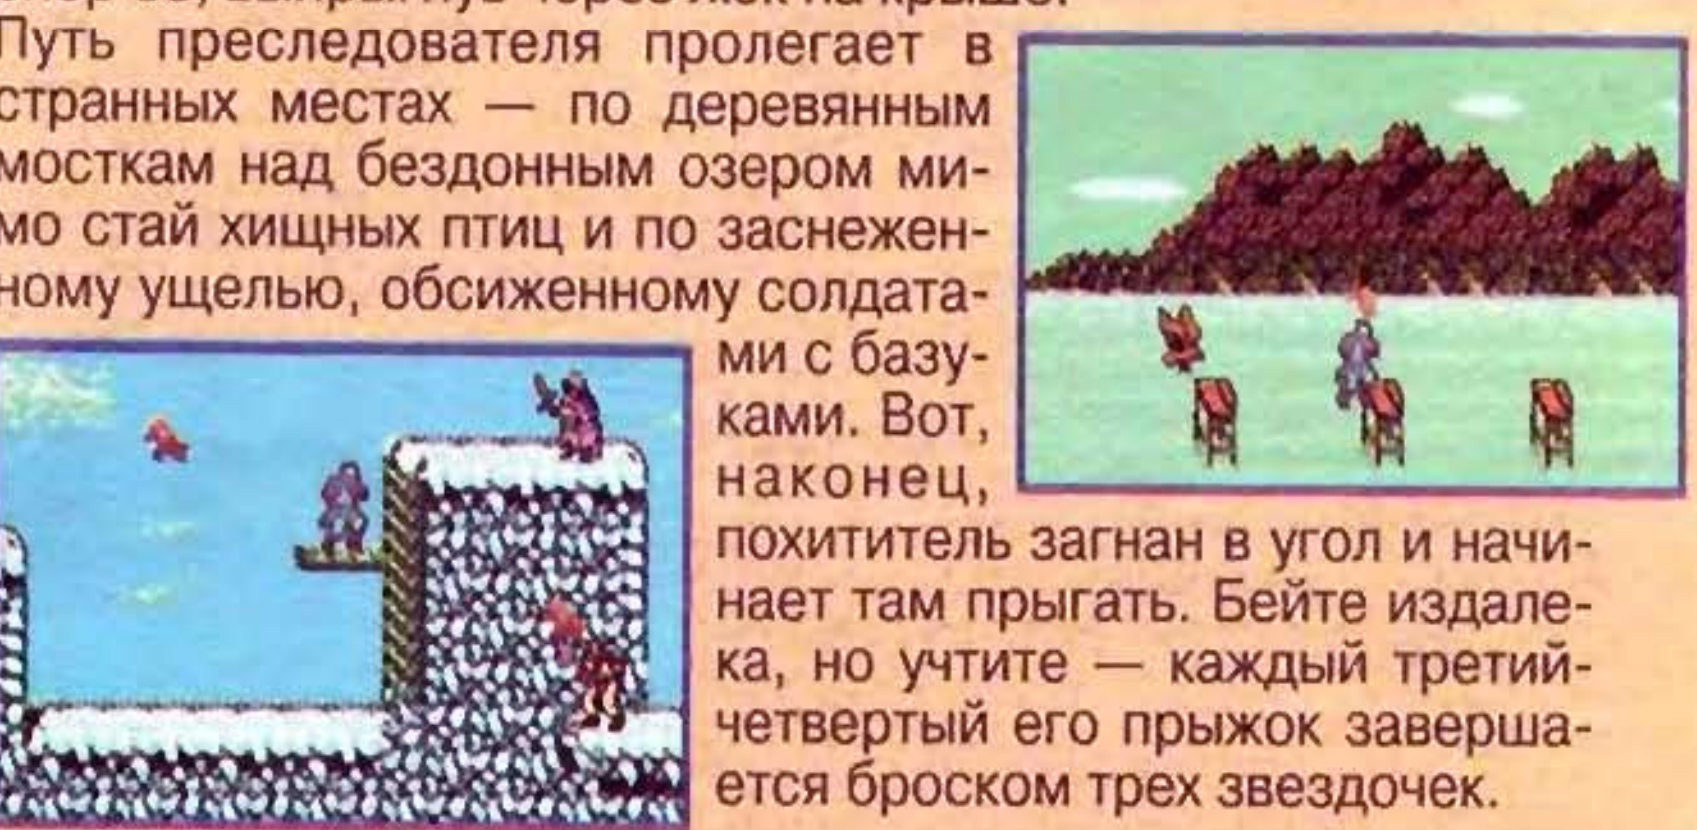 Путь преследователя пролегает в
странных местах — по деревянным
мосткам над бездонным озером ми-
мо стай хищных птиц и по заснежен-
ному ущелью, обсиженному солдата-
ми с базу-
ками. Вот,
наконец,
похититель загнан в угол и начи-
нает там прыгать. Бейте издале-
ка, но учтите — каждый третий-
четвертый его прыжок заверша-
ется броском трех звездочек.